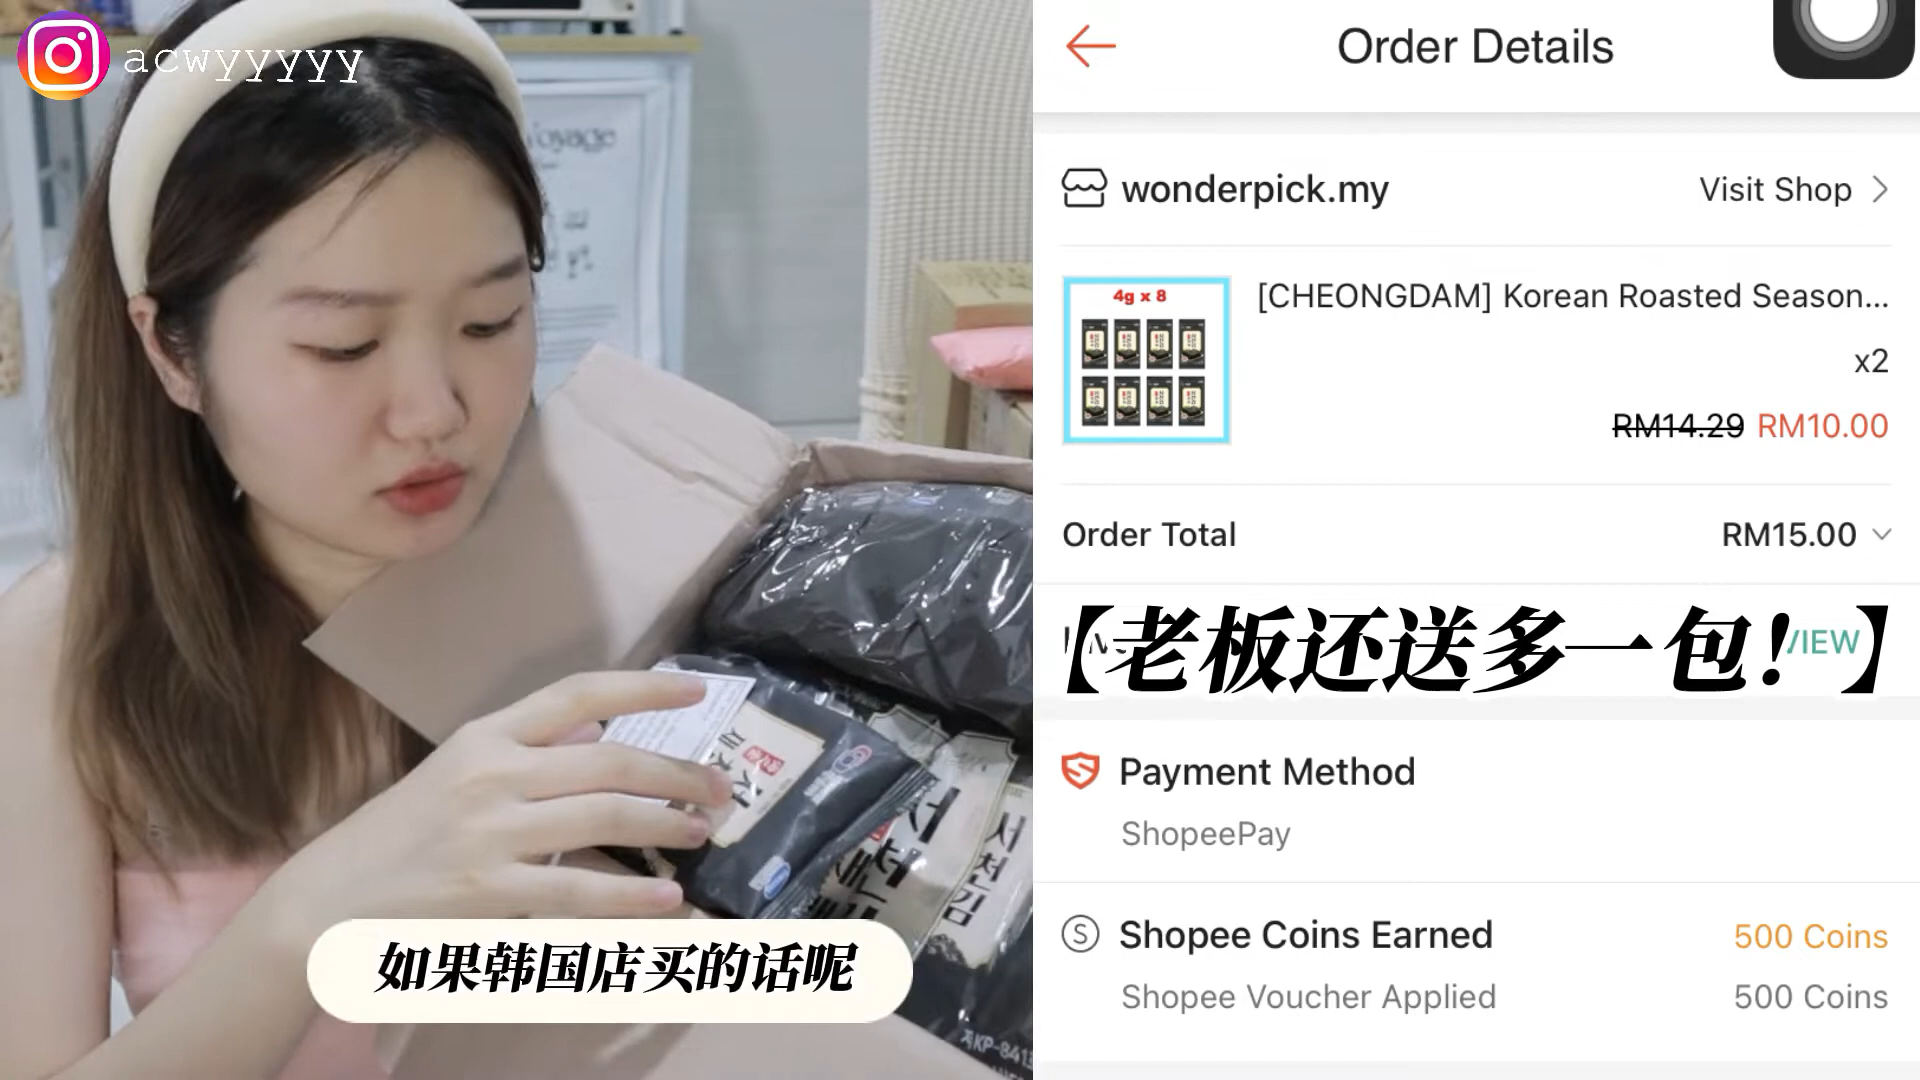 acwyyyyy
Voyage
如果韩国店买的话呢
Order Details
wonderpick.my
Visit Shop
4g x 8
[CHEONGDAM] Korean Roasted Season...
x2
RM14.29 RM10.00
Order Total
RM15.00
【老板还送多一包！】
VIEW
Payment Method
ShopeePay
Shopee Coins Earned
500 Coins
Shopee Voucher Applied
500 Coins